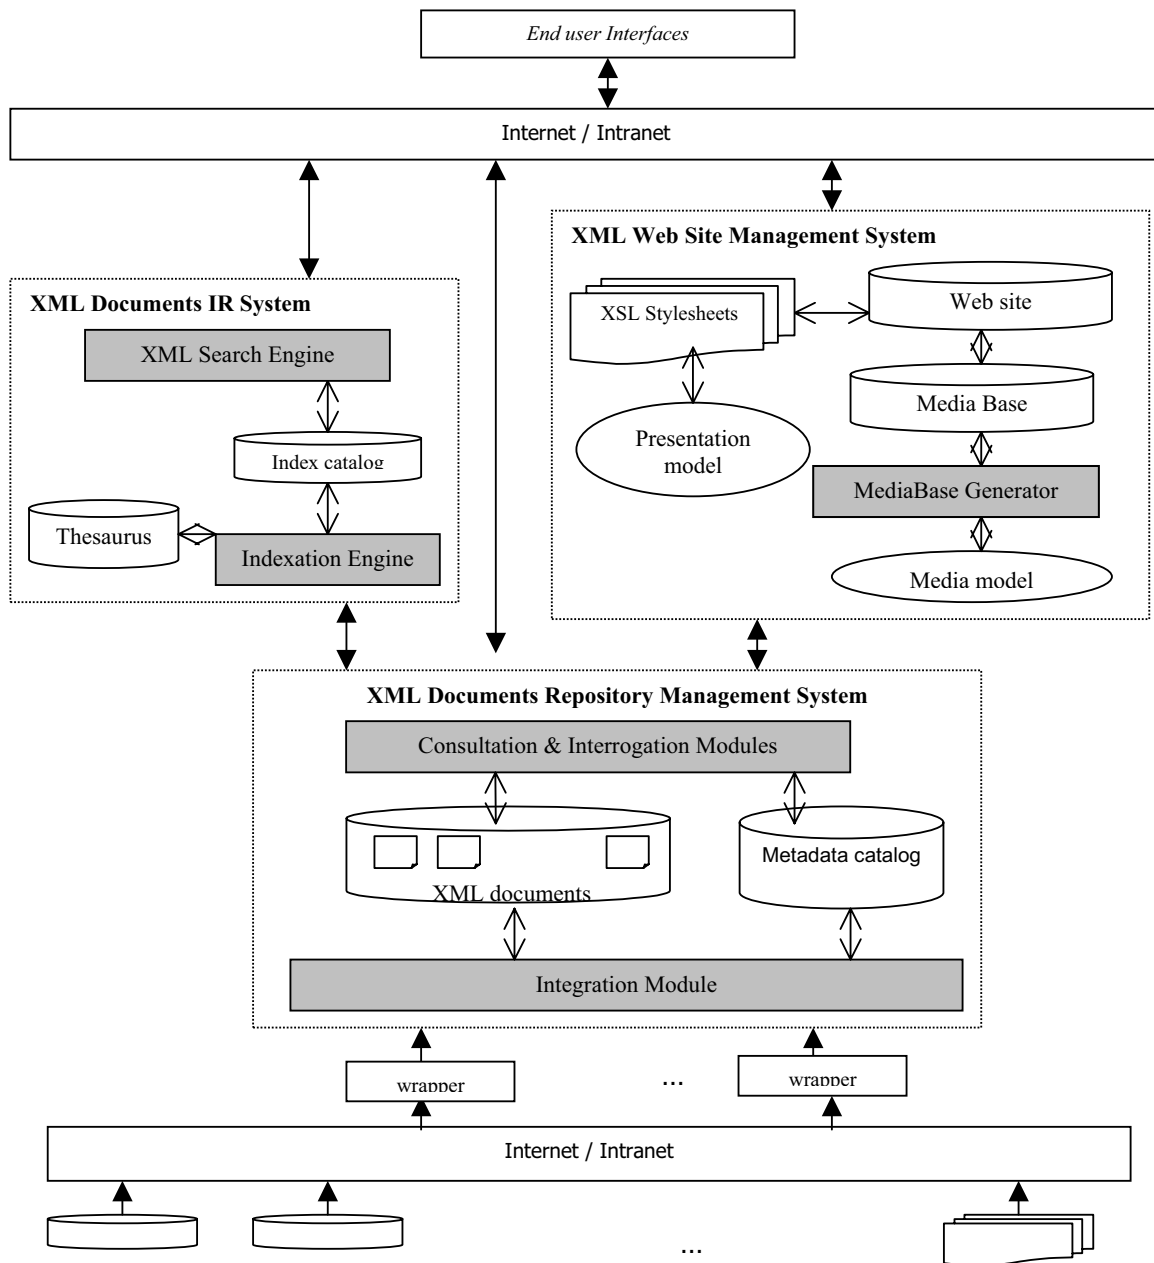 End user Interfaces
Internet / Intranet
XML Web Site Management System
XML Documents IR System
XSL Stylesheets
Web site
XML Search Engine
Media Base
Presentation
model
Index catalog
MediaBase Generator
Thesaurus
Indexation Engine
Media model
XML Documents Repository Management System
Consultation & Interrogation Modules
Metadata catalog
XML documents
Integration Module
wrapper
...
wrapper
Internet / Intranet
...